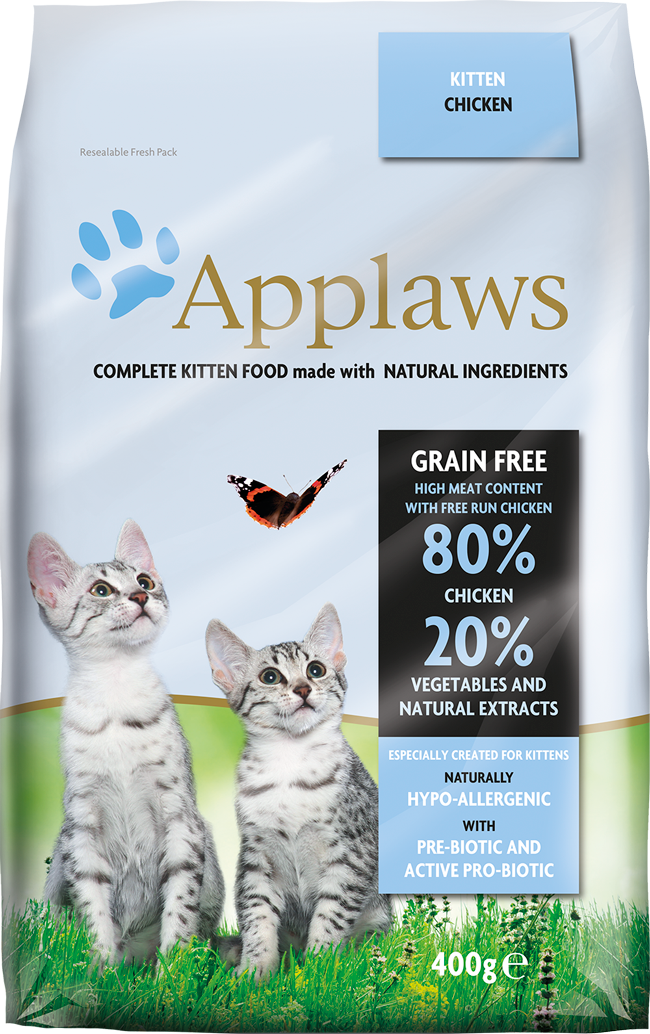 KITTEN
CHICKEN
Resealable Fresh Pack
Applaws
COMPLETE KITTEN FOOD made with NATURAL INGREDIENTS
GRAIN FREE
HIGH MEAT CONTENT
WITH FREE RUN CHICKEN
80%
CHICKEN
20%
VEGETABLES AND
NATURAL EXTRACTS
ESPECIALLY CREATED FOR KITTENS
NATURALLY
HYPO-ALLERGENIC
WITH
PRE-BIOTIC AND
ACTIVE PRO-BIOTIC
400g ℮